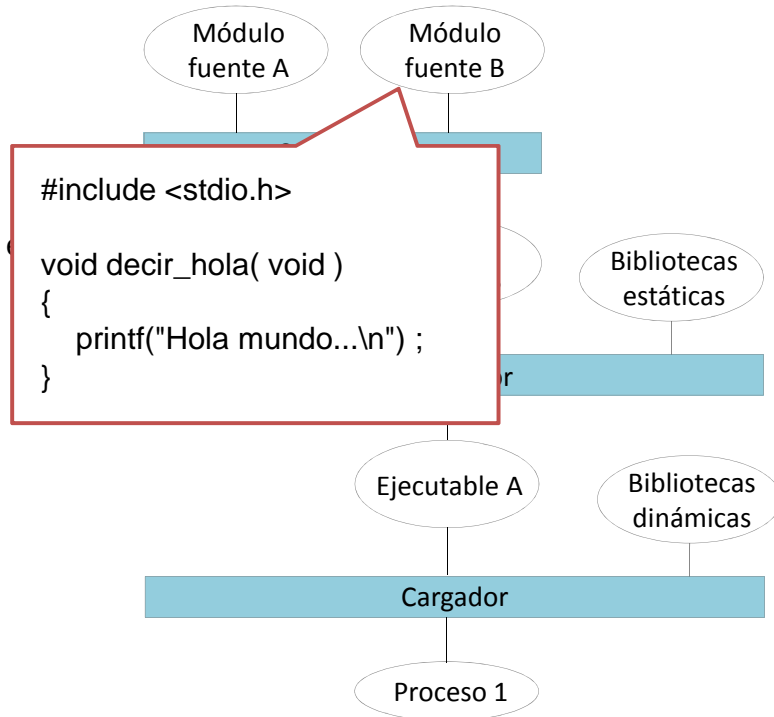 Módulo
fuente A
Módulo
fuente B
#include <stdio.h>
void decir_hola( void )
{
printf("Hola mundo...\n") ;
}
Bibliotecas
estáticas
Ejecutable A
Bibliotecas
dinámicas
Cargador
Proceso 1